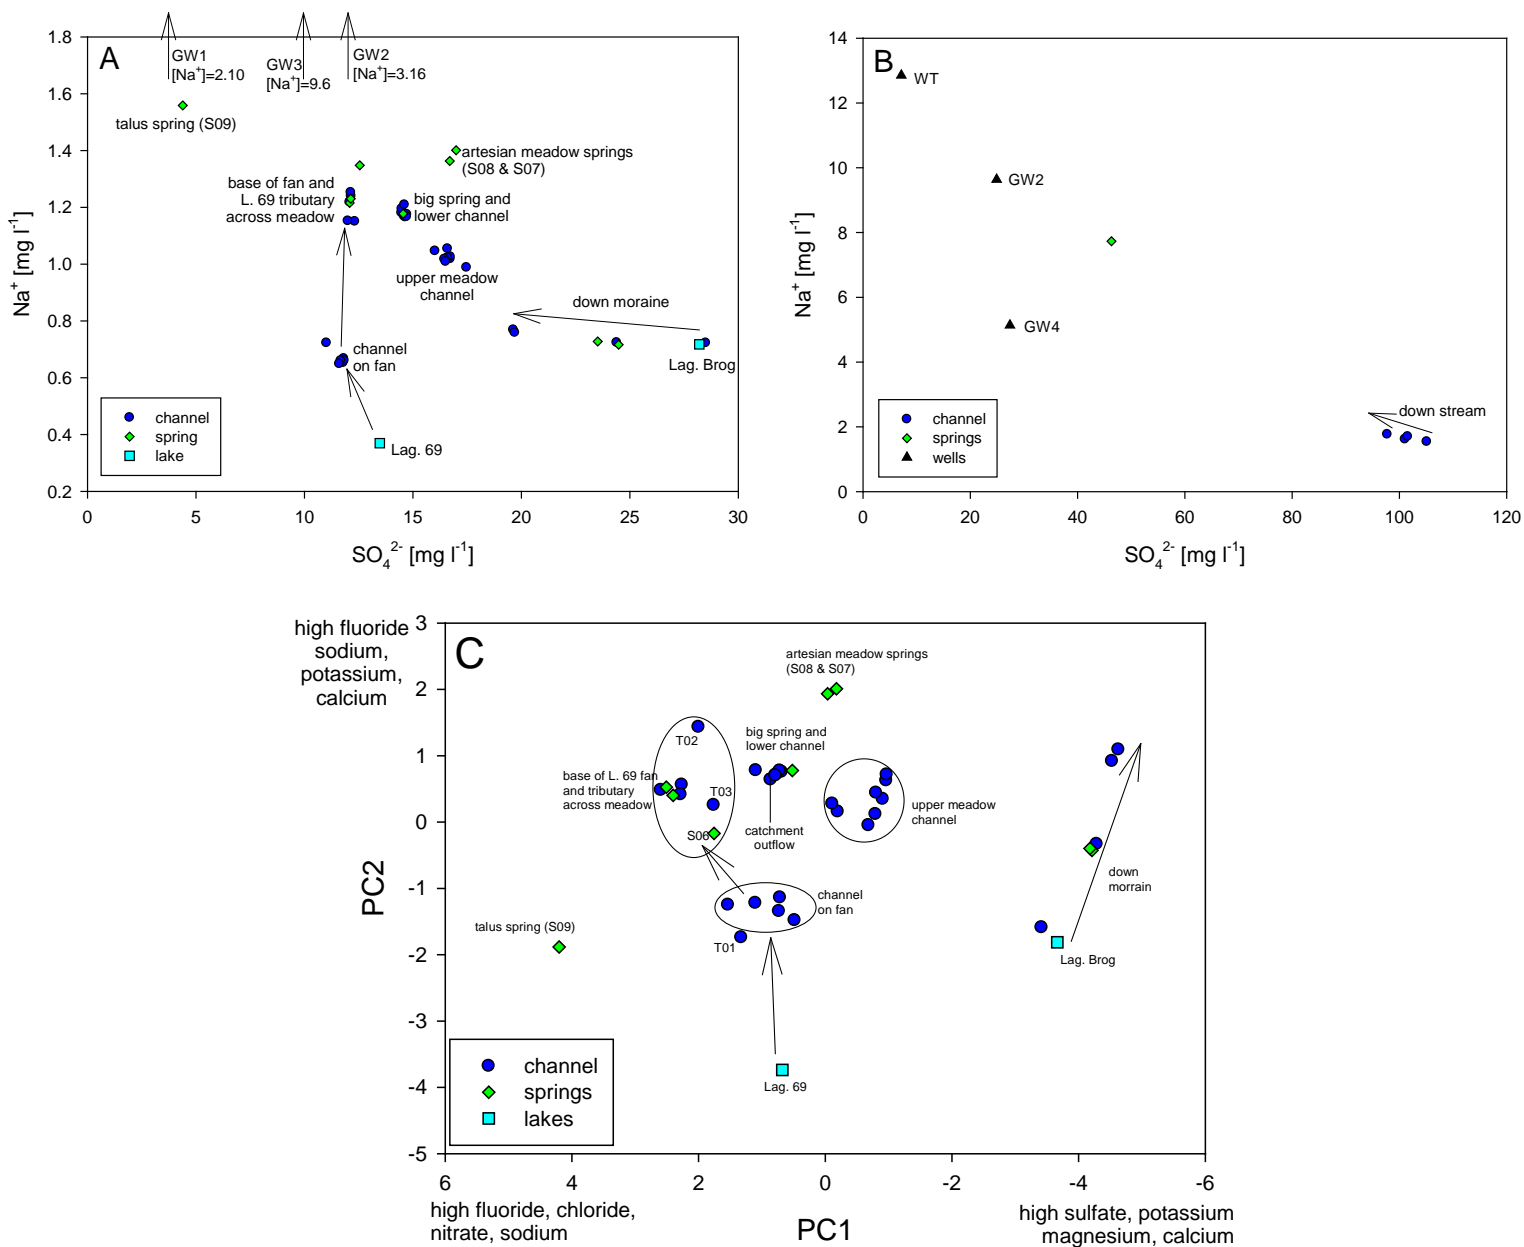 A
GW1
[Na+]=2.10
GW3
[Na+]=9.6
GW2
[Na+]=3.16
talus spring (S09)
artesian meadow springs
(S08 & S07)
base of fan and
L. 69 tributary
across meadow
big spring and
lower channel
upper meadow
channel
down moraine
channel
on fan
Lag. Brog
Lag. 69
channel
spring
lake
1.8
1.6
1.4
1.2
1.0
0.8
0.6
0.4
0.2
0 5 10 15 20 25 30
Na+ [mg l-1]
SO4 2- [mg l-1]
B
WT
GW2
GW4
down stream
channel
springs
wells
14
12
10
8
6
4
2
0
0 20 40 60 80 100 120
Na+ [mg l-1]
SO4 2- [mg l-1]
C
high fluoride
sodium,
potassium,
calcium
artesian meadow springs
(S08 & S07)
T02
big spring and
lower channel
base of L. 69 fan
and tributary
across meadow
T03
S06
catchment
outflow
upper meadow
channel
down
morrain
channel
on fan
talus spring (S09)
T01
Lag. Brog
Lag. 69
channel
springs
lakes
3
2
1
0
-1
-2
-3
-4
-5
PC2
6 4 2 0 -2 -4 -6
high fluoride, chloride,
nitrate, sodium
PC1
high sulfate, potassium
magnesium, calcium